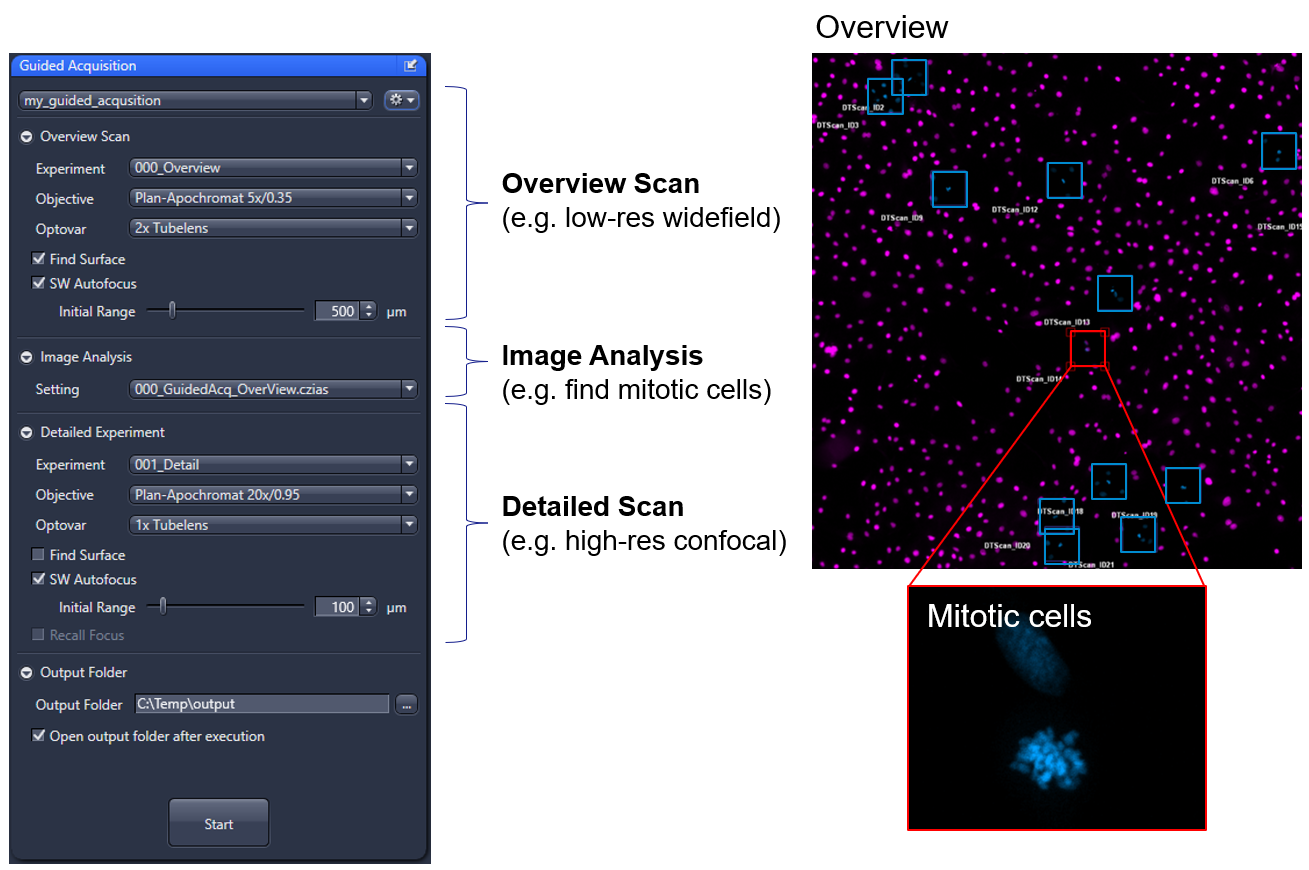 Guided Acquisition
my_guided_acqusition
Overview Scan
Experiment 000_Overview
Objective Plan-Apochromat 5x/0.35
Optovar 2x Tubelens
Find Surface
SW Autofocus
Initial Range 500 µm
Image Analysis
Setting 000_GuidedAcq_OverView.czias
Detailed Experiment
Experiment 001_Detail
Objective Plan-Apochromat 20x/0.95
Optovar 1x Tubelens
Find Surface
SW Autofocus
Initial Range 100 µm
Recall Focus
Output Folder
Output Folder C:\Temp\output ...
Open output folder after execution
Start
Overview Scan
(e.g. low-res widefield)
Image Analysis
(e.g. find mitotic cells)
Detailed Scan
(e.g. high-res confocal)
Overview
DTScan_ID2
DTScan_ID3
DTScan_ID6
DTScan_ID9
DTScan_ID12
DTScan_ID15
DTScan_ID13
DTScan_ID14
DTScan_ID18
DTScan_ID19
DTScan_ID20
DTScan_ID21
Mitotic cells